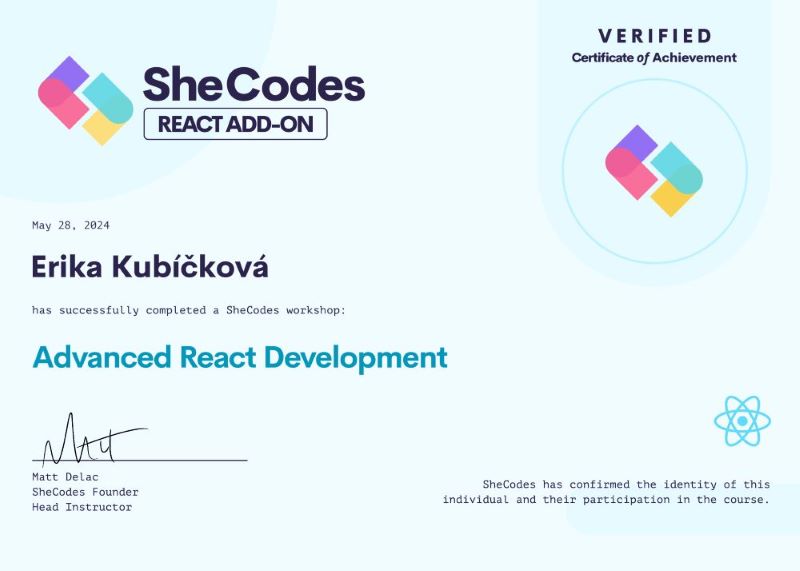 SheCodes
REACT ADD-ON
VERIFIED
Certificate of Achievement
May 28, 2024
Erika Kubíčková
has successfully completed a SheCodes workshop:
Advanced React Development
Matt
Matt Delac
SheCodes Founder
Head Instructor
SheCodes has confirmed the identity of this
individual and their participation in the course.